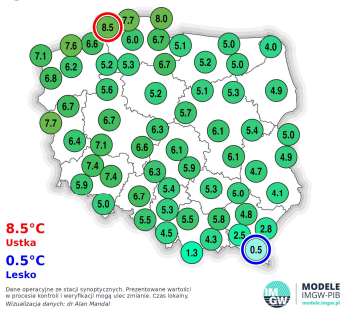 8.5 7.7 8.0
7.6 6.6 6.0 6.7 5.1 5.0 4.0
7.1 6.2 5.2 5.3 6.7 5.2 5.0
6.8 5.6 5.2 5.1 5.3 4.9
6.7 5.7
7.7 6.7 6.3 6.1 5.4 5.0
6.4 7.1 6.6 6.1 6.1 4.9
7.4 7.4 6.3 5.9 4.7
5.9 5.4 5.3 5.0 4.1
5.0 6.7 5.3
5.5 5.5 5.8 4.8
4.5 4.3 2.5 2.8
1.3 0.5
8.5°C
Ustka
0.5°C
Lesko
Dane operacyjne ze stacji synoptycznych. Prezentowane wartości
w procesie kontroli i weryfikacji mogą ulec zmianie. Czas lokalny.
Wizualizacja danych: dr Alan Mandal
IM
GW
MODELE
IMGW-PIB
modele.imgw.pl